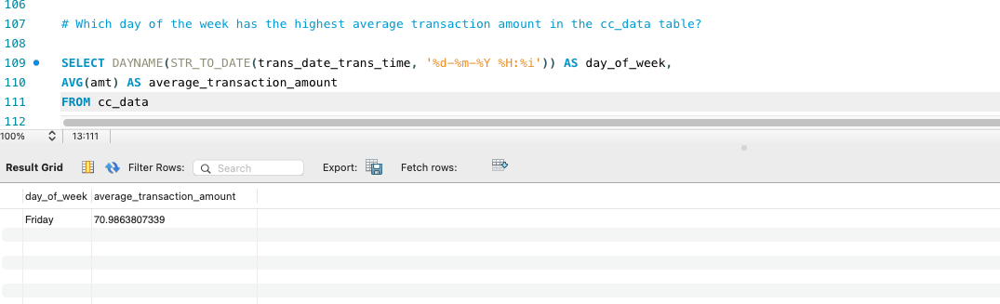 106
107 # Which day of the week has the highest average transaction amount in the cc_data table?
108
109 SELECT DAYNAME(STR_TO_DATE(trans_date_trans_time, '%d-%m-%Y %H:%i')) AS day_of_week,
110 AVG(amt) AS average_transaction_amount
111 FROM cc_data
112
100% 13:111
Result Grid Filter Rows: Search Export: Fetch rows:
day_of_week average_transaction_amount
Friday 70.9863807339